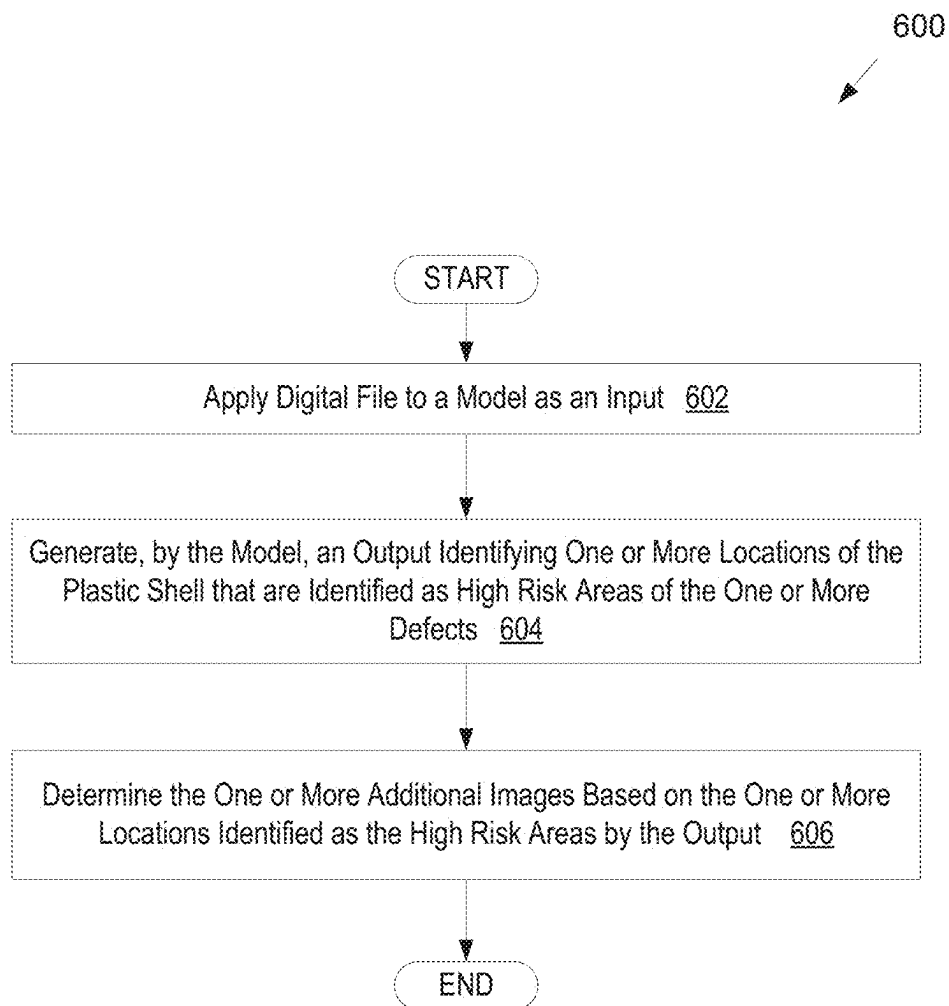 600
START
Apply Digital File to a Model as an Input 602
Generate, by the Model, an Output Identifying One or More Locations of the
Plastic Shell that are Identified as High Risk Areas of the One or More
Defects 604
Determine the One or More Additional Images Based on the One or More
Locations Identified as the High Risk Areas by the Output 606
END